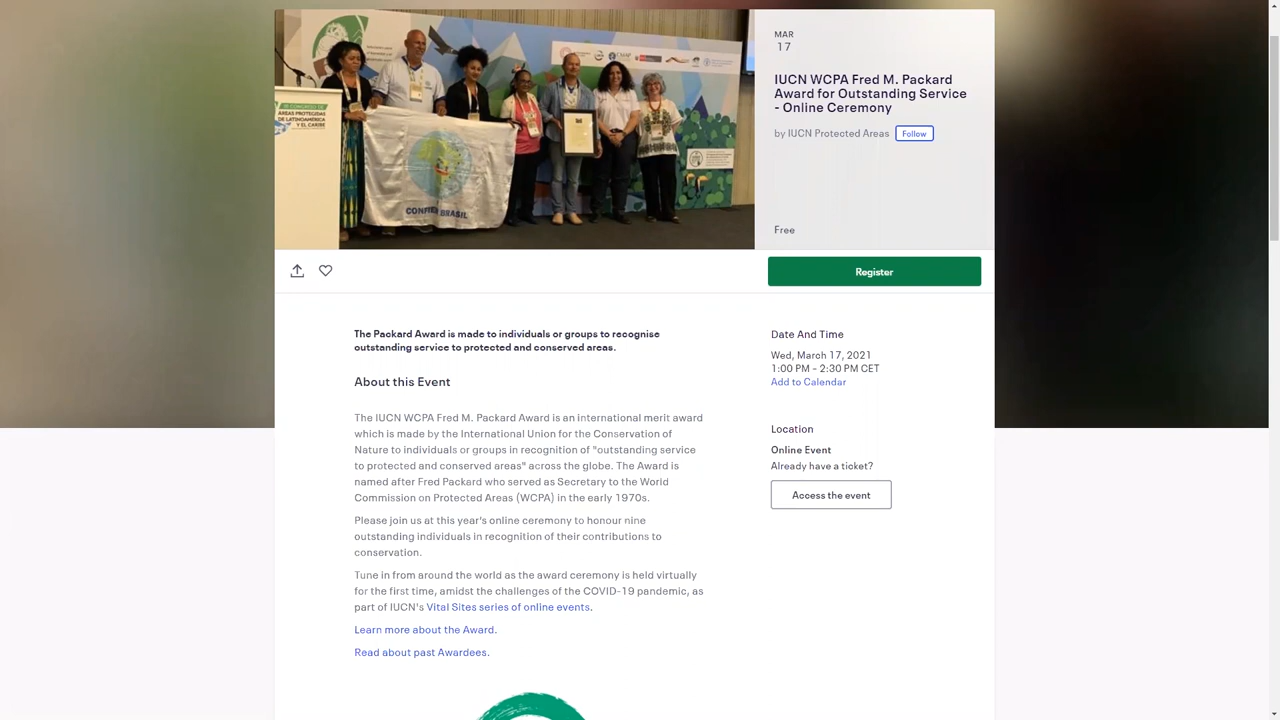 III CONGRESO DE
ÁREAS PROTEGIDAS
DE LATINOAMÉRICA
Y EL CARIBE
CONFREM BRASIL
MAR
17
IUCN WCPA Fred M. Packard
Award for Outstanding Service
- Online Ceremony
by IUCN Protected Areas Follow
Free
Register
The Packard Award is made to individuals or groups to recognise
outstanding service to protected and conserved areas.
About this Event
The IUCN WCPA Fred M. Packard Award is an international merit award
which is made by the International Union for the Conservation of
Nature to individuals or groups in recognition of "outstanding service
to protected and conserved areas" across the globe. The Award is
named after Fred Packard who served as Secretary to the World
Commission on Protected Areas (WCPA) in the early 1970s.
Please join us at this year's online ceremony to honour nine
outstanding individuals in recognition of their contributions to
conservation.
Tune in from around the world as the award ceremony is held virtually
for the first time, amidst the challenges of the COVID-19 pandemic, as
part of IUCN's Vital Sites series of online events.
Learn more about the Award.
Read about past Awardees.
Date And Time
Wed, March 17, 2021
1:00 PM – 2:30 PM CET
Add to Calendar
Location
Online Event
Already have a ticket?
Access the event